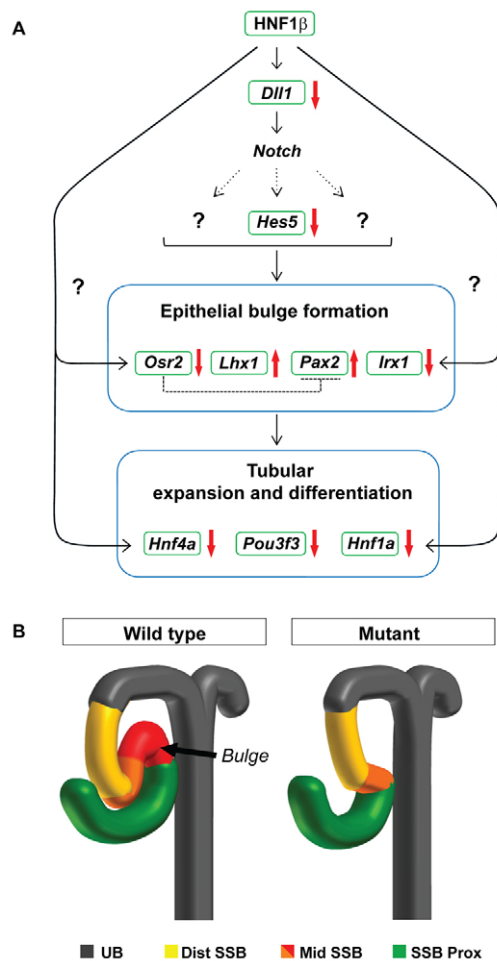 A
HNF1β
Dll1
Notch
? Hes5 ?
? ?
Epithelial bulge formation
Osr2 Lhx1 Pax2 Irx1
Tubular
expansion and differentiation
Hnf4a Pou3f3 Hnf1a
B
Wild type Mutant
Bulge
UB Dist SSB Mid SSB SSB Prox